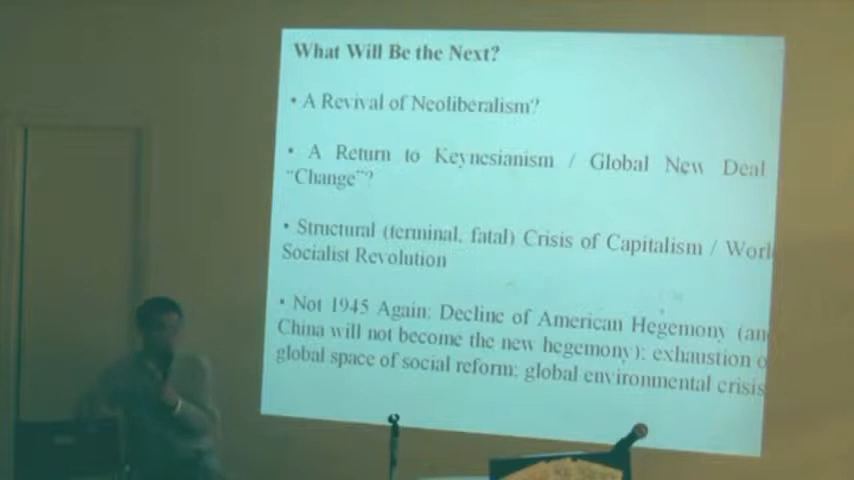 What Will Be the Next?
• A Revival of Neoliberalism?
• A Return to Keynesianism / Global New Deal
“Change”?
• Structural (terminal, fatal) Crisis of Capitalism / Worl
Socialist Revolution
• Not 1945 Again: Decline of American Hegemony (an
China will not become the new hegemony): exhaustion o
global space of social reform: global environmental crisis